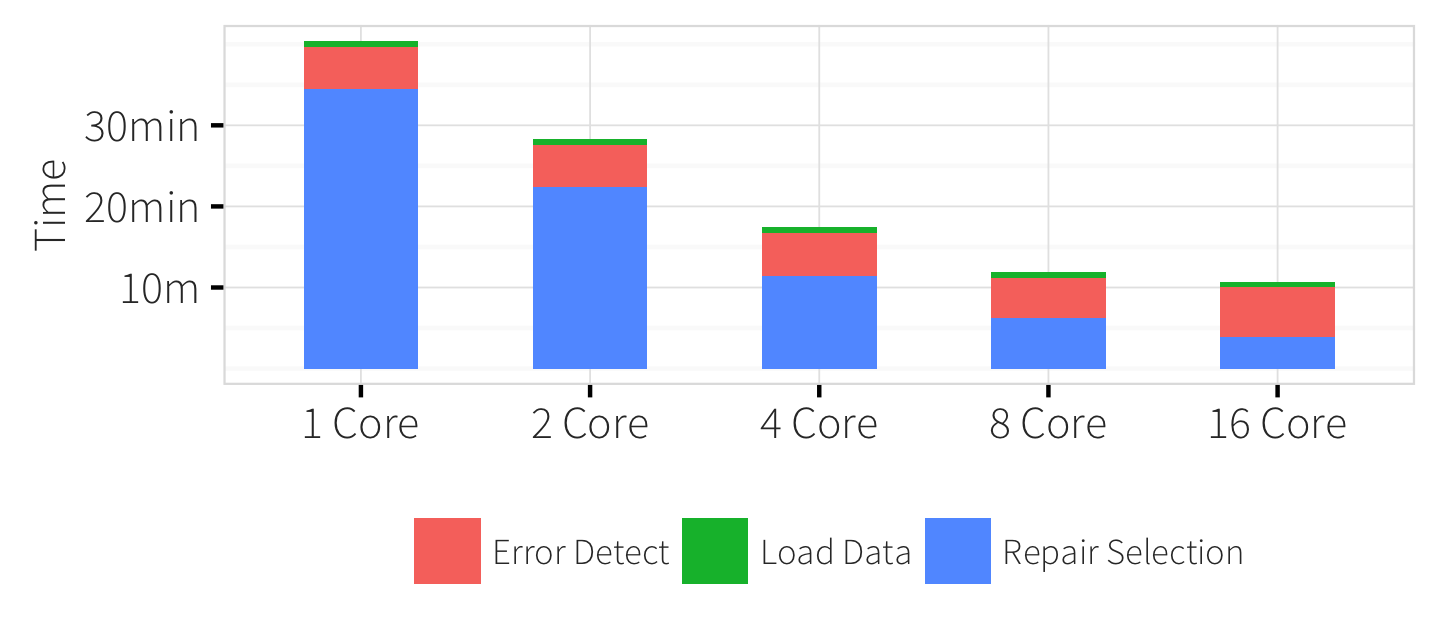 Time
30min
20min
10m
1 Core
2 Core
4 Core
8 Core
16 Core
Error Detect
Load Data
Repair Selection